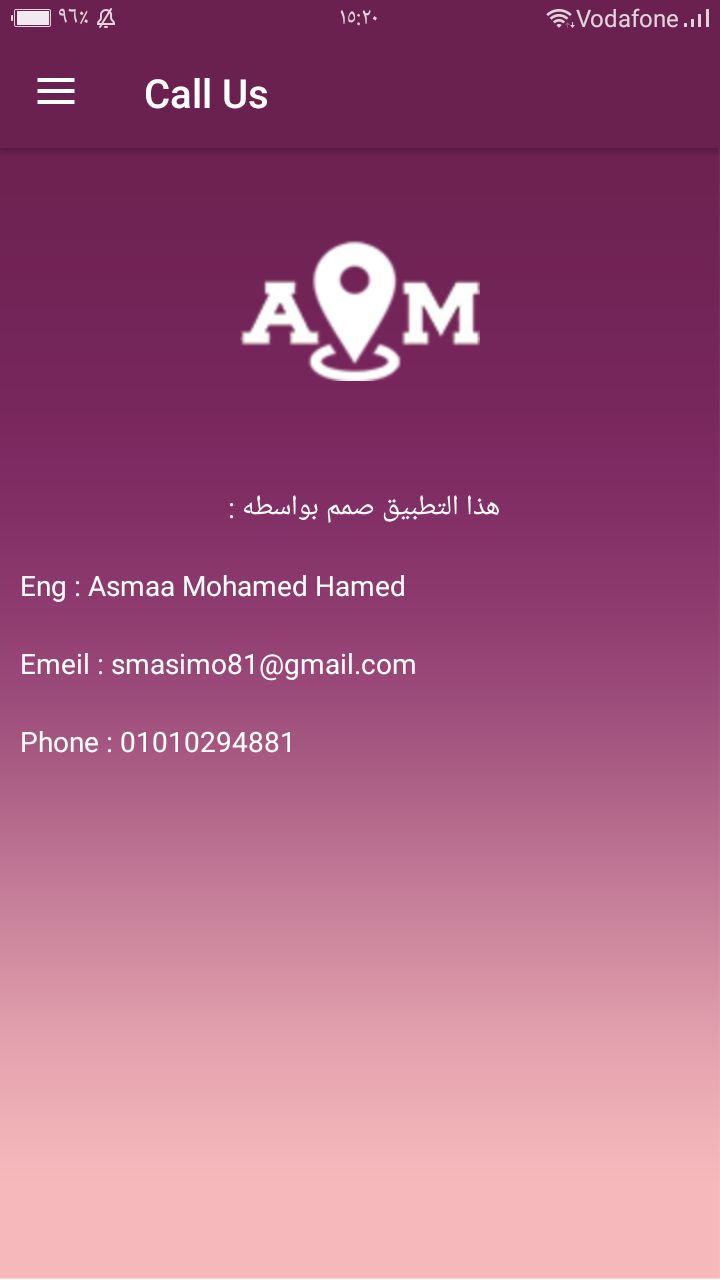 ٩٦٪ ١٥:٢٠ Vodafone
Call Us
A M
هذا التطبيق صمم بواسطه :
Eng : Asmaa Mohamed Hamed
Emeil : smasimo81@gmail.com
Phone : 01010294881